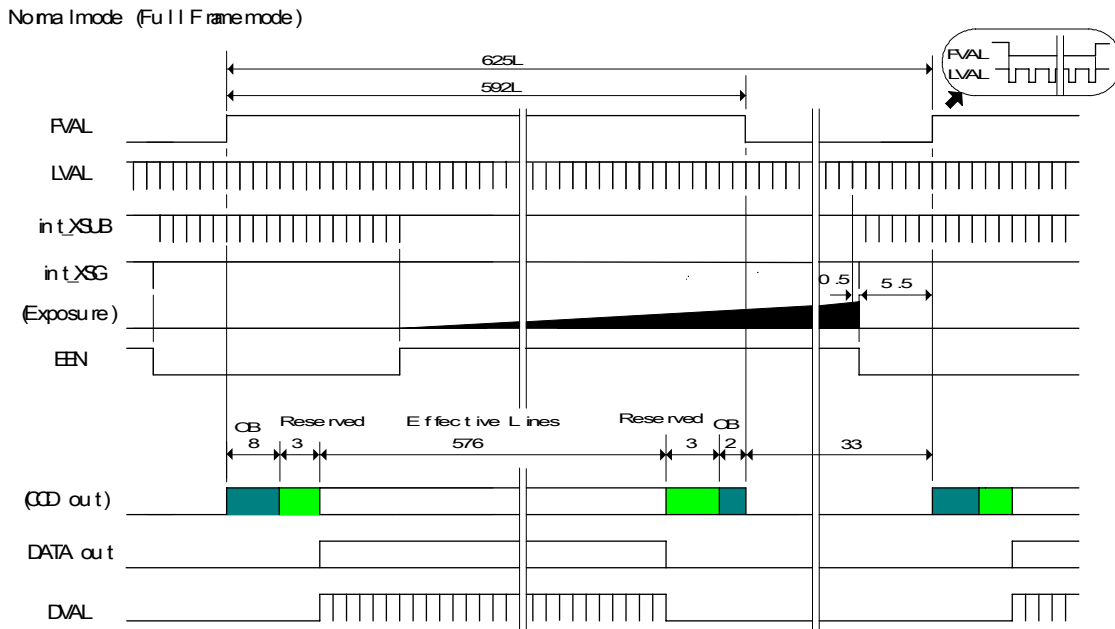 Normal mode (Full Frame mode)
FVAL
LVAL
625L
592L
FVAL
LVAL
int_XSUB
int_XSG
0.5
5.5
(Exposure)
EEN
OB
Reserved
Effective Lines
Reserved
OB
8
3
576
3
2
33
(CCD out)
DATA out
DVAL